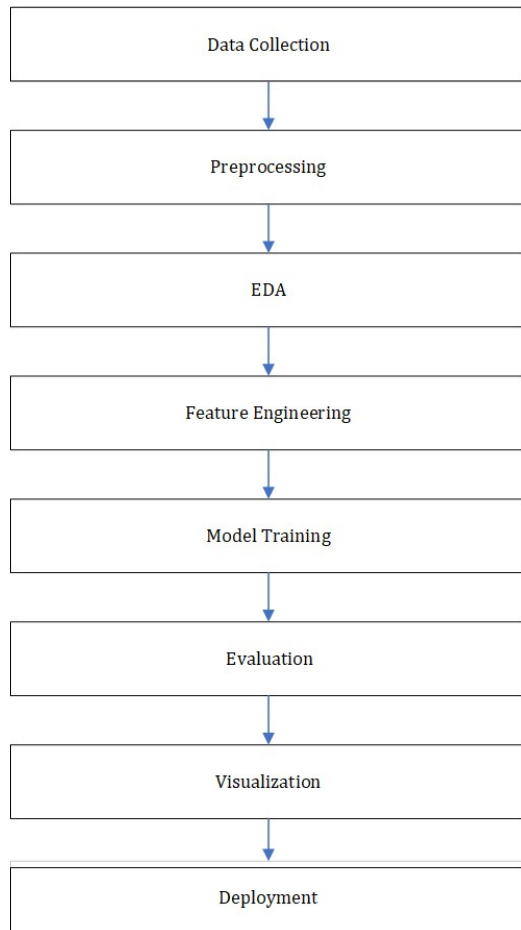 Data Collection
Preprocessing
EDA
Feature Engineering
Model Training
Evaluation
Visualization
Deployment